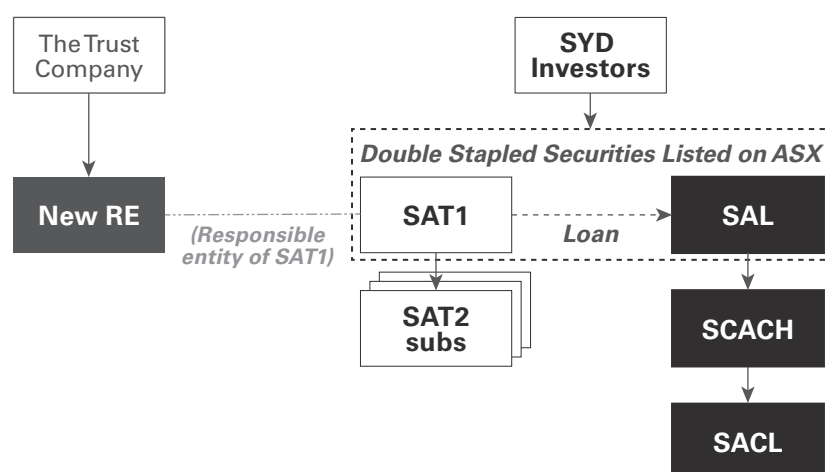 The Trust
Company
SYD
Investors
Double Stapled Securities Listed on ASX
New RE
(Responsible
entity of SAT1)
SAT1
Loan
SAL
SAT2
subs
SCACH
SACL